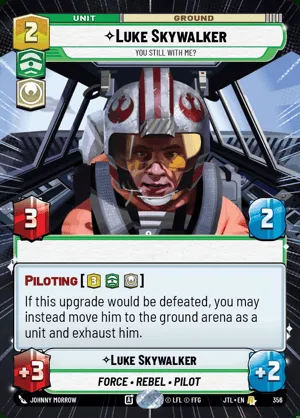 UNIT
GROUND
2
✧LUKE SKYWALKER
YOU STILL WITH ME?
3
2
PILOTING [3]
If this upgrade would be defeated, you may
instead move him to the ground arena as a
unit and exhaust him.
✧LUKE SKYWALKER
+3
+2
FORCE • REBEL • PILOT
JOHNNY MORROW
© LFL © FFG
JTL • EN
356